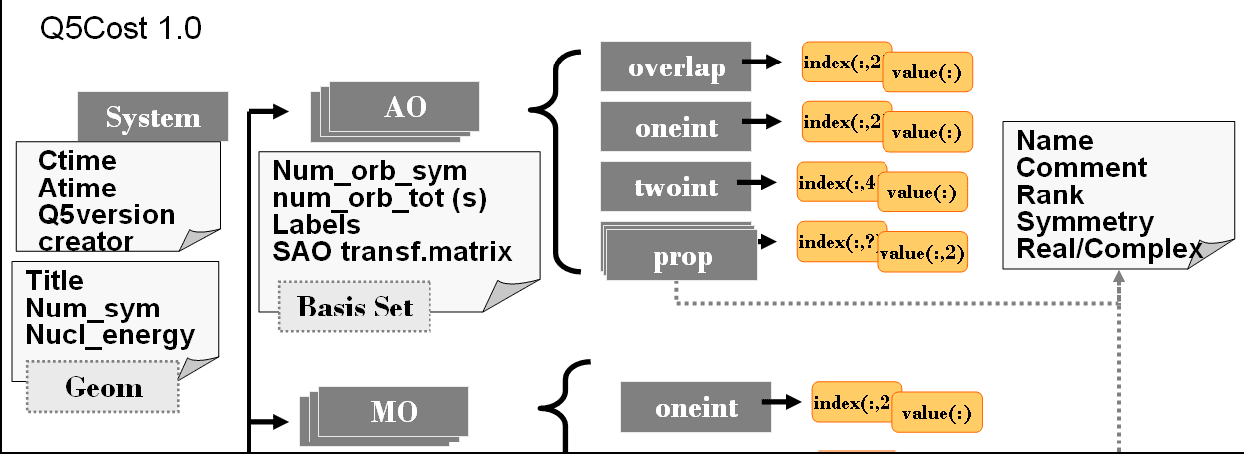 Q5Cost 1.0
System
Ctime
Atime
Q5version
creator
Title
Num_sym
Nucl_energy
Geom
AO
Num_orb_sym
num_orb_tot (s)
Labels
SAO transf.matrix
Basis Set
overlap
index(:,2
value(:)
oneint
index(:,2
value(:)
twoint
index(:,4
value(:)
prop
index(:,?)
value(:,2)
Name
Comment
Rank
Symmetry
Real/Complex
MO
oneint
index(:,2
value(:)